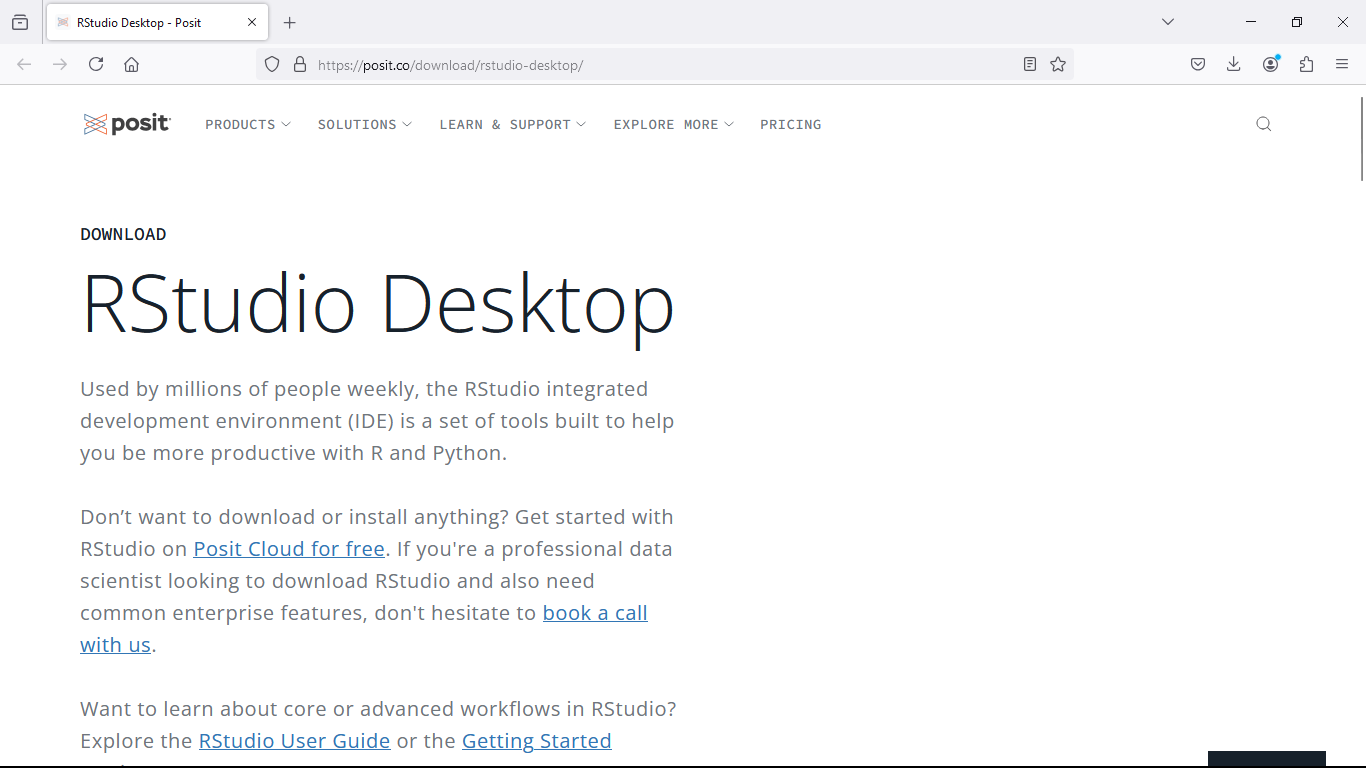 RStudio Desktop - Posit
https://posit.co/download/rstudio-desktop/
posit
PRODUCTS
SOLUTIONS
LEARN & SUPPORT
EXPLORE MORE
PRICING
DOWNLOAD
RStudio Desktop
Used by millions of people weekly, the RStudio integrated
development environment (IDE) is a set of tools built to help
you be more productive with R and Python.
Don’t want to download or install anything? Get started with
RStudio on Posit Cloud for free. If you're a professional data
scientist looking to download RStudio and also need
common enterprise features, don't hesitate to book a call
with us.
Want to learn about core or advanced workflows in RStudio?
Explore the RStudio User Guide or the Getting Started